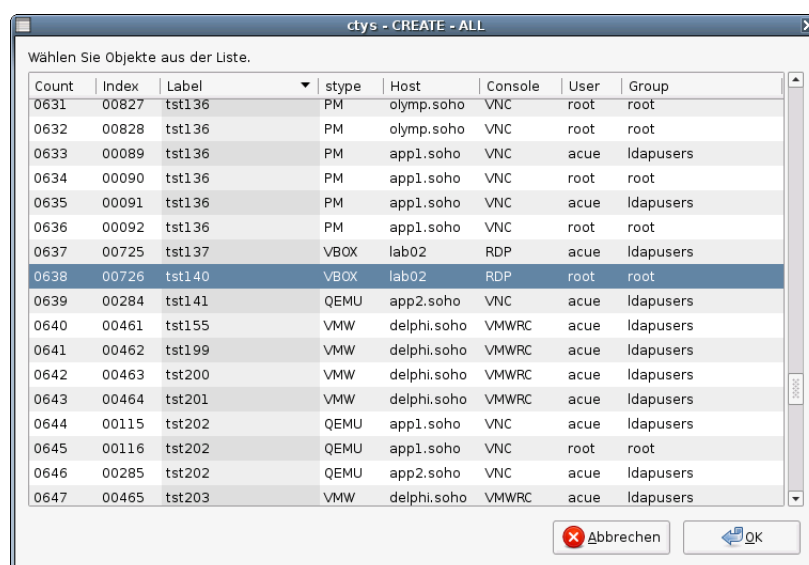 ctys - CREATE - ALL
Wählen Sie Objekte aus der Liste.
Count Index Label stype Host Console User Group
0631 00827 tst136 PM olymp.soho VNC root root
0632 00828 tst136 PM olymp.soho VNC root root
0633 00089 tst136 PM app1.soho VNC acue ldapusers
0634 00090 tst136 PM app1.soho VNC root root
0635 00091 tst136 PM app1.soho VNC acue ldapusers
0636 00092 tst136 PM app1.soho VNC root root
0637 00725 tst137 VBOX lab02 RDP acue ldapusers
0638 00726 tst140 VBOX lab02 RDP root root
0639 00284 tst141 QEMU app2.soho VNC acue ldapusers
0640 00461 tst155 VMW delphi.soho VMWRC acue ldapusers
0641 00462 tst199 VMW delphi.soho VMWRC acue ldapusers
0642 00463 tst200 VMW delphi.soho VMWRC acue ldapusers
0643 00464 tst201 VMW delphi.soho VMWRC acue ldapusers
0644 00115 tst202 QEMU app1.soho VNC acue ldapusers
0645 00116 tst202 QEMU app1.soho VNC root root
0646 00285 tst202 QEMU app2.soho VNC acue ldapusers
0647 00465 tst203 VMW delphi.soho VMWRC acue ldapusers
Abbrechen OK